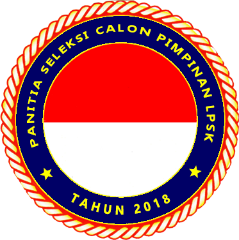 PANITIA SELEKSI CALON PIMPINAN LPSK
TAHUN 2018